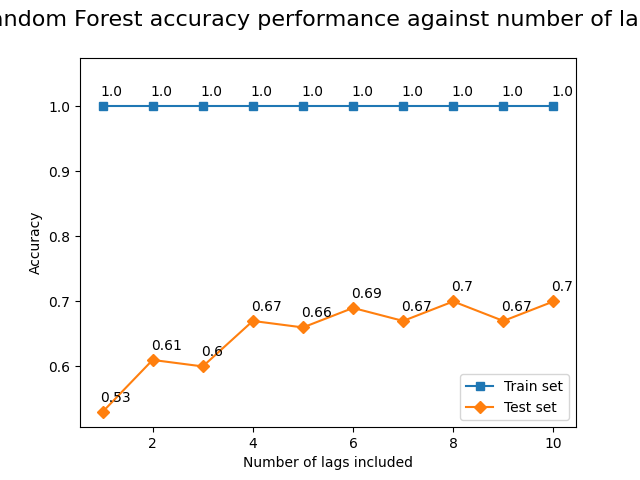 andom Forest accuracy performance against number of la
1.0 1.0 1.0 1.0 1.0 1.0 1.0 1.0 1.0 1.0
1.0
0.9
0.8
0.7
0.6
Accuracy
0.53 0.61 0.6 0.67 0.66 0.69 0.67 0.7 0.67 0.7
Train set
Test set
2 4 6 8 10
Number of lags included